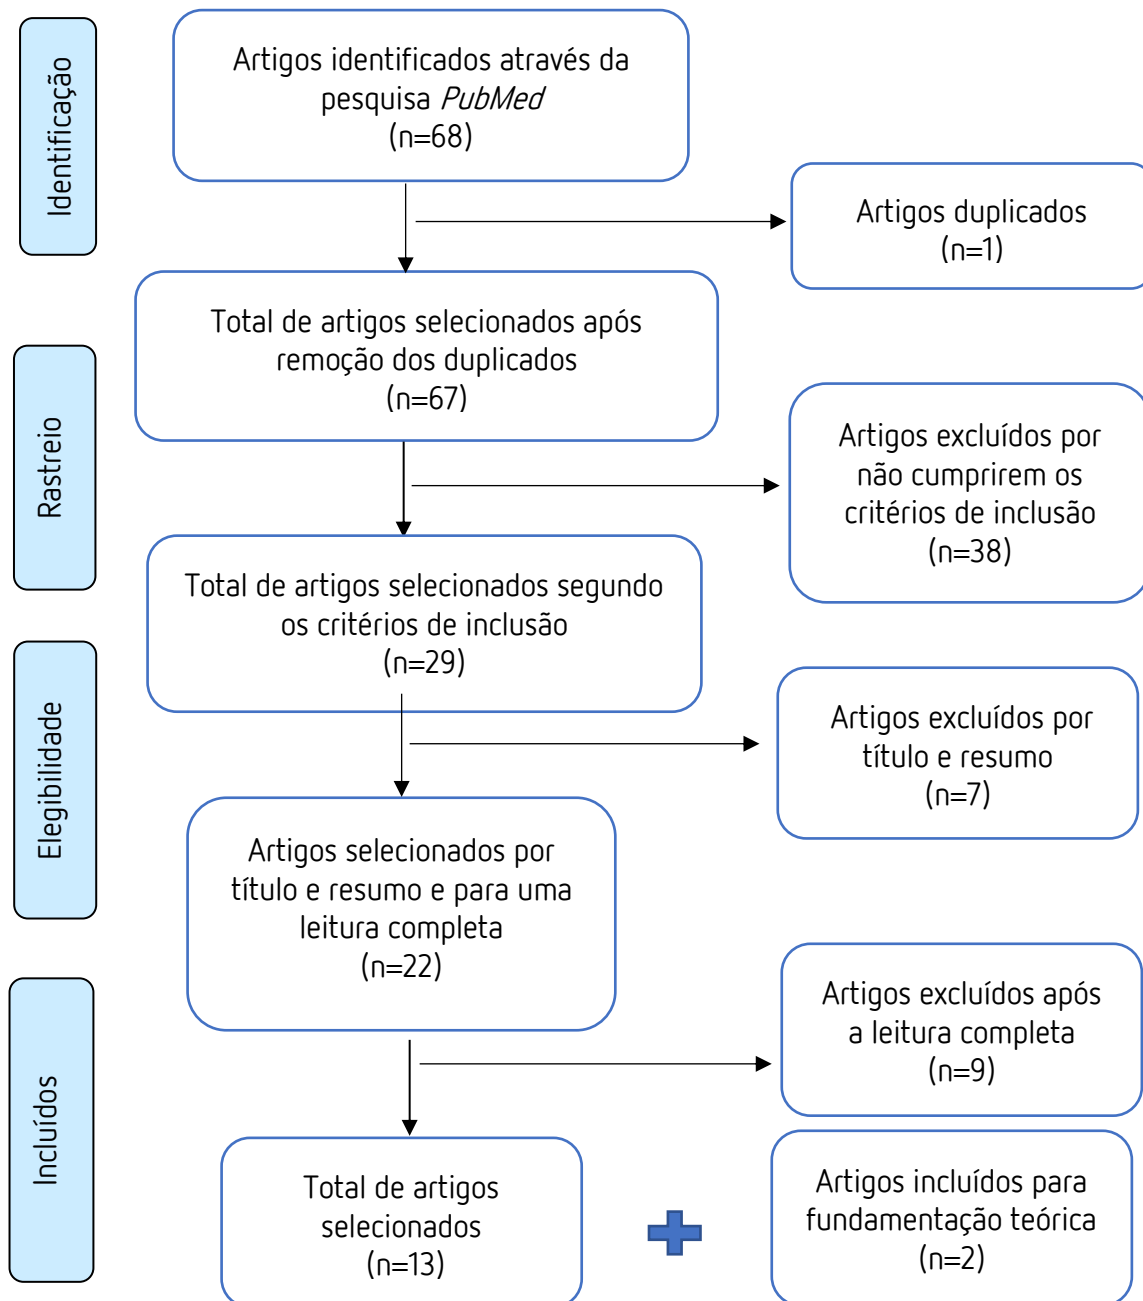 Identificação
Artigos identificados através da
pesquisa PubMed
(n=68)
Artigos duplicados
(n=1)
Total de artigos selecionados após
remoção dos duplicados
(n=67)
Rastreio
Artigos excluídos por
não cumprirem os
critérios de inclusão
(n=38)
Total de artigos selecionados segundo
os critérios de inclusão
(n=29)
Elegibilidade
Artigos excluídos por
título e resumo
(n=7)
Artigos selecionados por
título e resumo e para uma
leitura completa
(n=22)
Incluídos
Artigos excluídos após
a leitura completa
(n=9)
Total de artigos
selecionados
(n=13)
Artigos incluídos para
fundamentação teórica
(n=2)